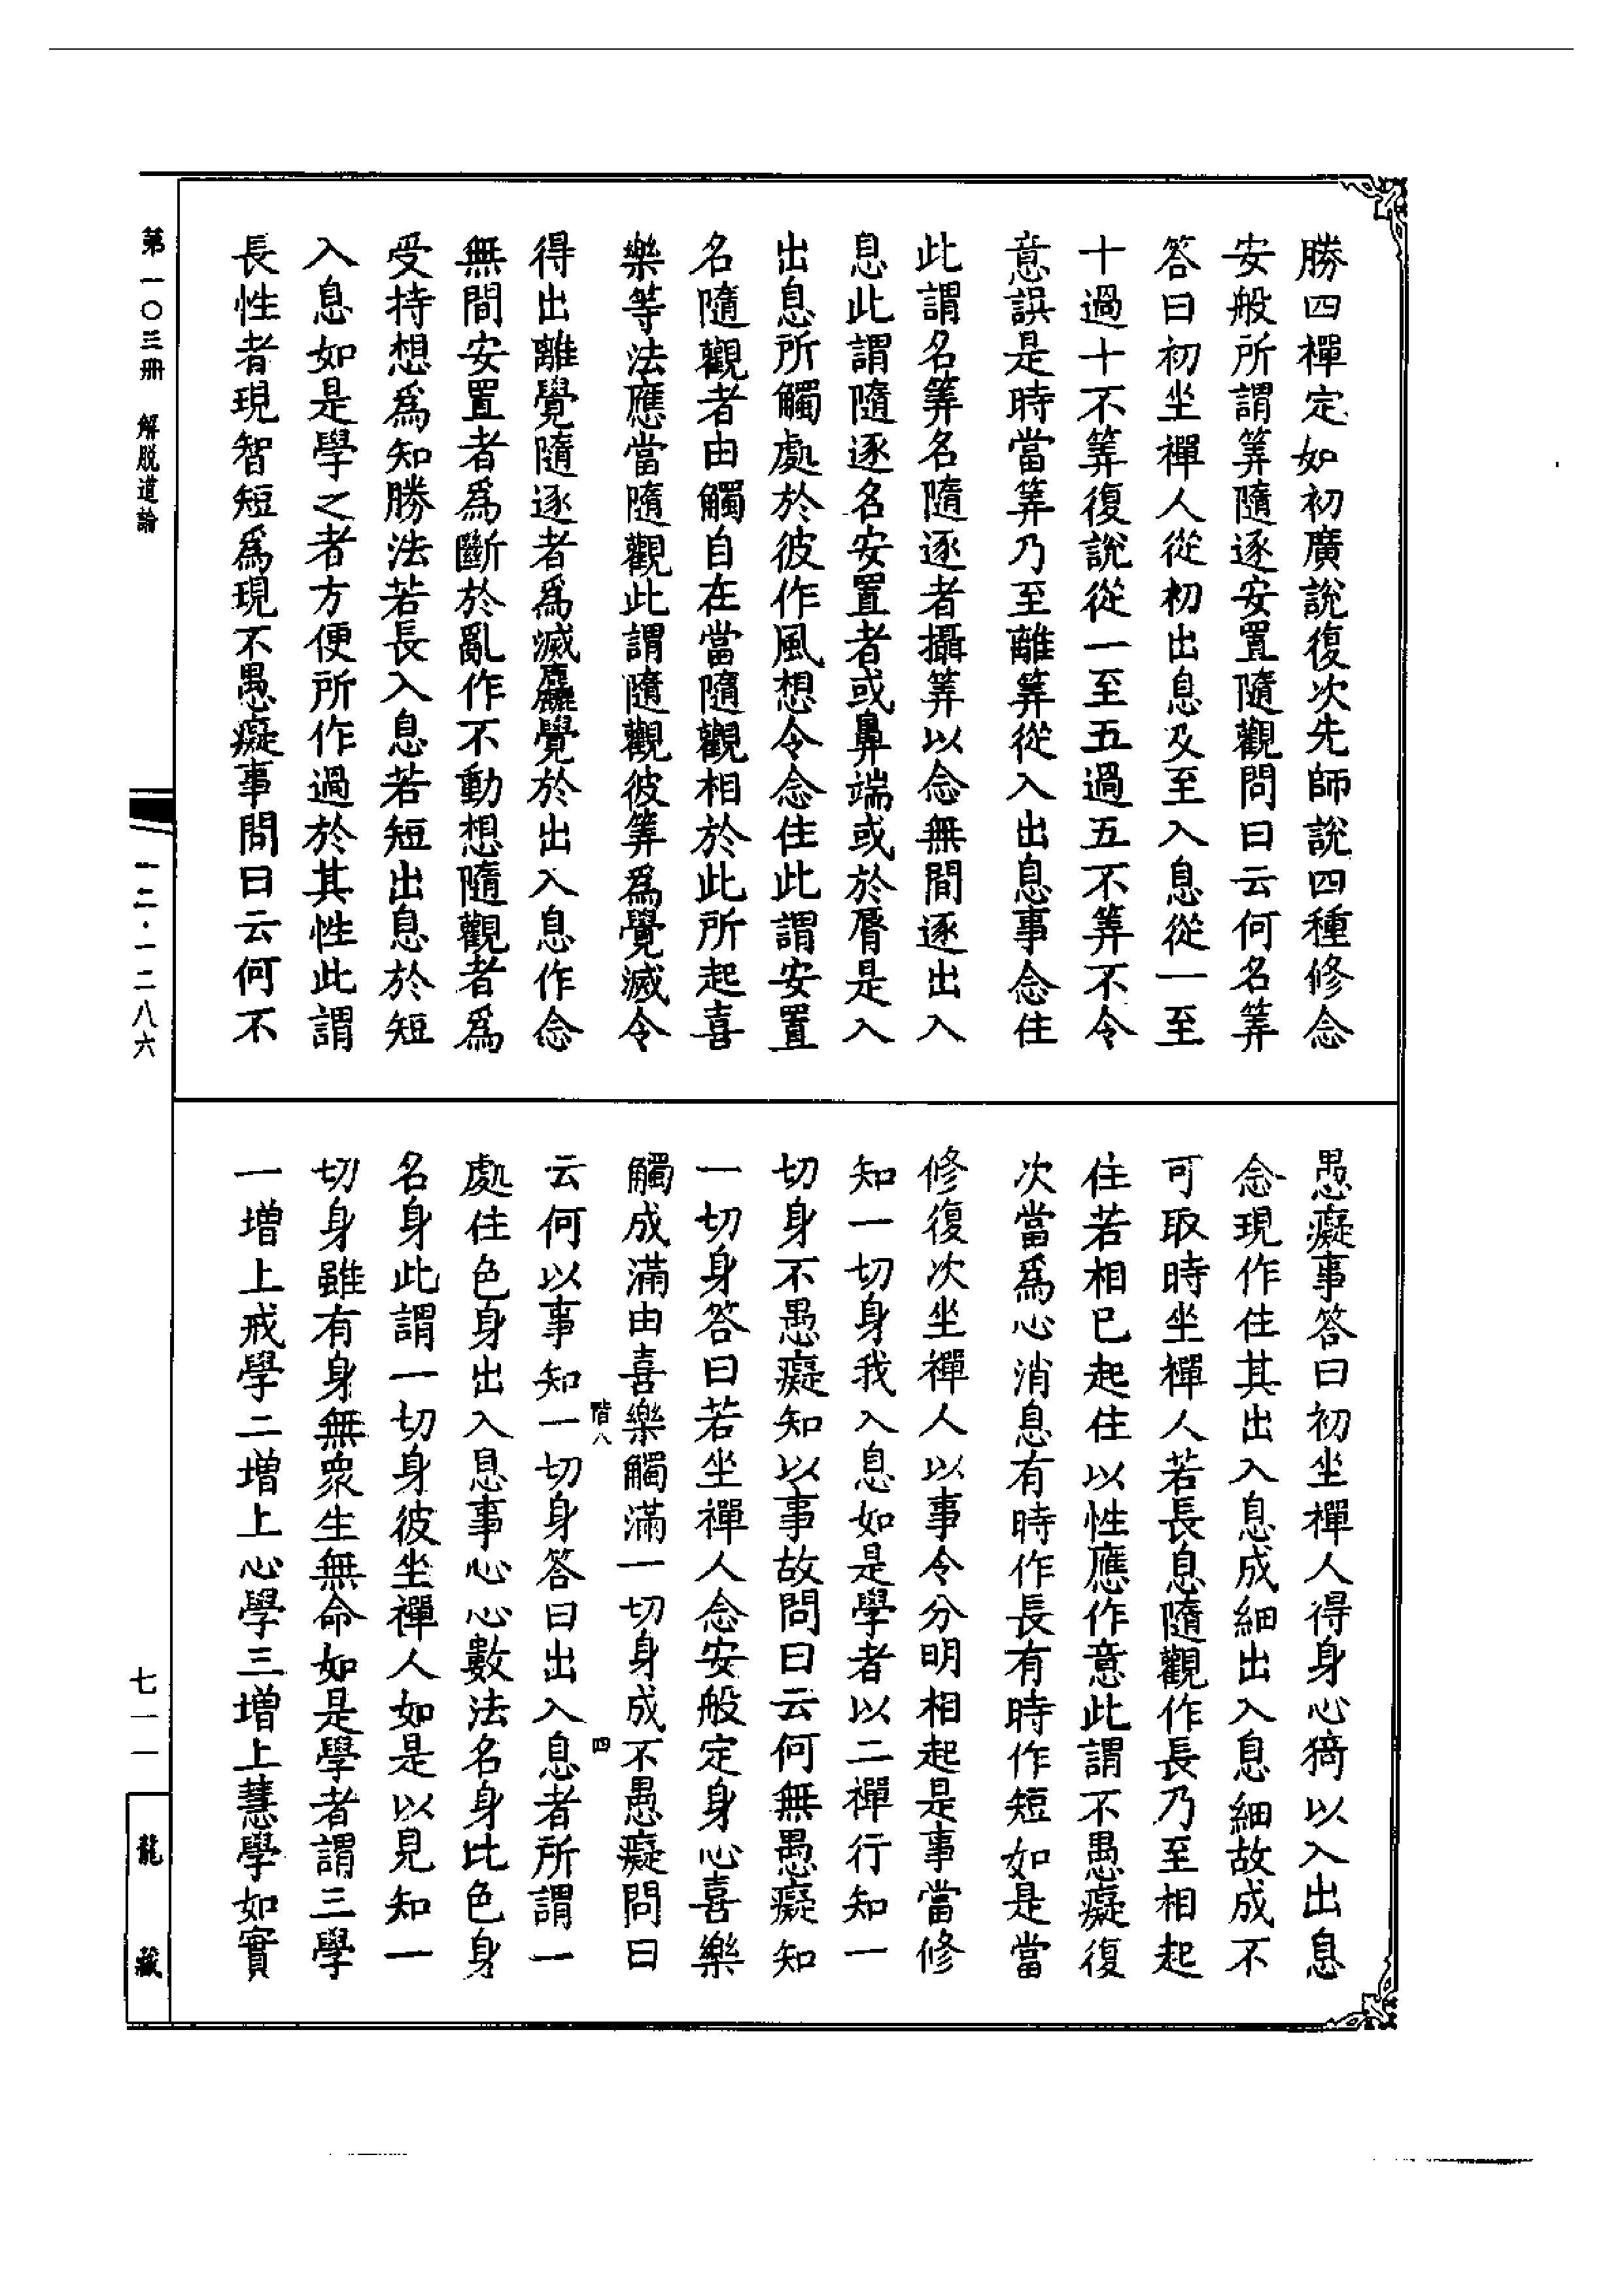 勝四禪定如初廣說復次先師說四種修念
安般所謂筭隨逐安置隨觀問曰云何名筭
答曰初坐禪人從初出息及至入息從一至
十過十不筭復說從一至五過五不筭不令
意誤是時當筭乃至離筭從入出息事念住
此謂名筭名隨逐者攝筭以念無間逐出入
息此謂隨逐名安置者或鼻端或於脣是入
出息所觸處於彼作風想令念住此謂安置
名隨觀者由觸自在當隨觀相於此所起喜
樂等法應當隨觀此謂隨觀彼筭爲覺滅令
得出離覺隨逐者爲滅麤覺於出入息作念
無間安置者爲斷於亂作不動想隨觀者爲
受持想爲知勝法若長入息若短出息於短
入息如是學之者方便所作過於其性此謂
長性者現智短爲現不愚癡事問曰云何不
愚癡事答曰初坐禪人得身心猗以入出息
念現作住其出入息成細出入息細故成不
可取時坐禪人若長息隨觀作長乃至相起
住若相已起住以性應作意此謂不愚癡復
次當爲心消息有時作長有時作短如是當
修復次坐禪人以事令分明相起是事當修
知一切身我入息如是學者以二禪行知一
切身不愚癡知以事故問曰云何無愚癡知
一切身答曰若坐禪人念安般定身心喜樂
觸成滿由喜樂觸滿一切身成不愚癡問曰
階八 四
云何以事知一切身答曰出入息者所謂一
處住色身出入息事心心數法名身比色身
名身此謂一切身彼坐禪人如是以見知一
切身雖有身無衆生無命如是學者謂三學
一增上戒學二增上心學三增上慧學如實
第一〇三冊 解脱道論
一二·一二八六
七一一
龍藏